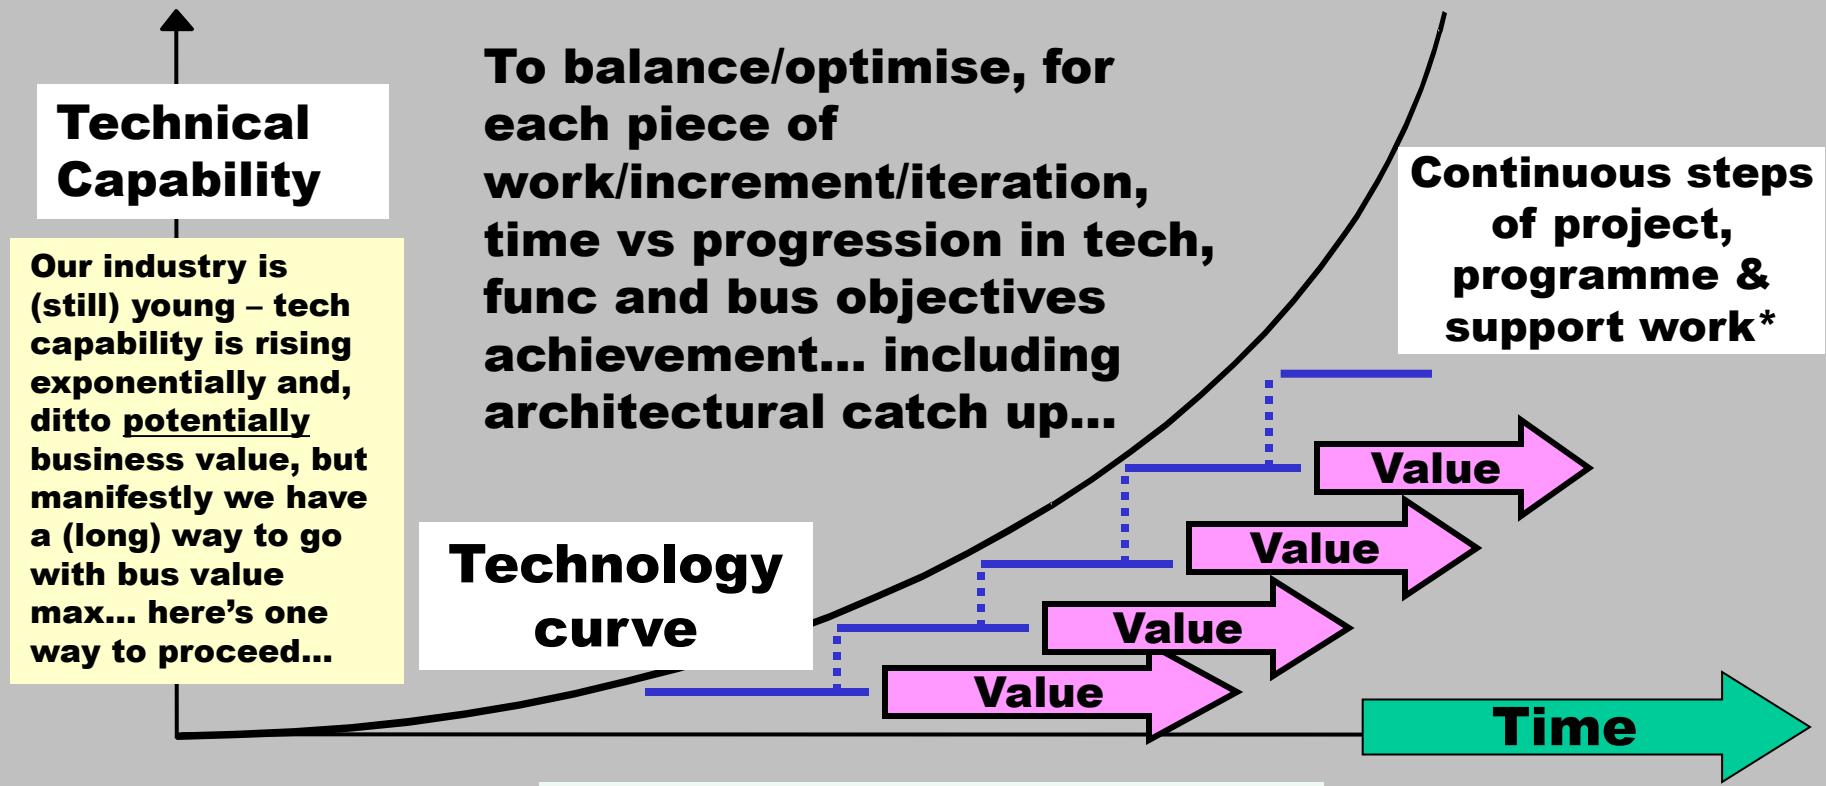 Technical
Capability
Our industry is
(still) young – tech
capability is rising
exponentially and,
ditto potentially
business value, but
manifestly we have
a (long) way to go
with bus value
max... here’s one
way to proceed...
To balance/optimise, for
each piece of
work/increment/iteration,
time vs progression in tech,
func and bus objectives
achievement... including
architectural catch up...
Continuous steps
of project,
programme &
support work*
Technology
curve
Value
Value
Value
Value
Time